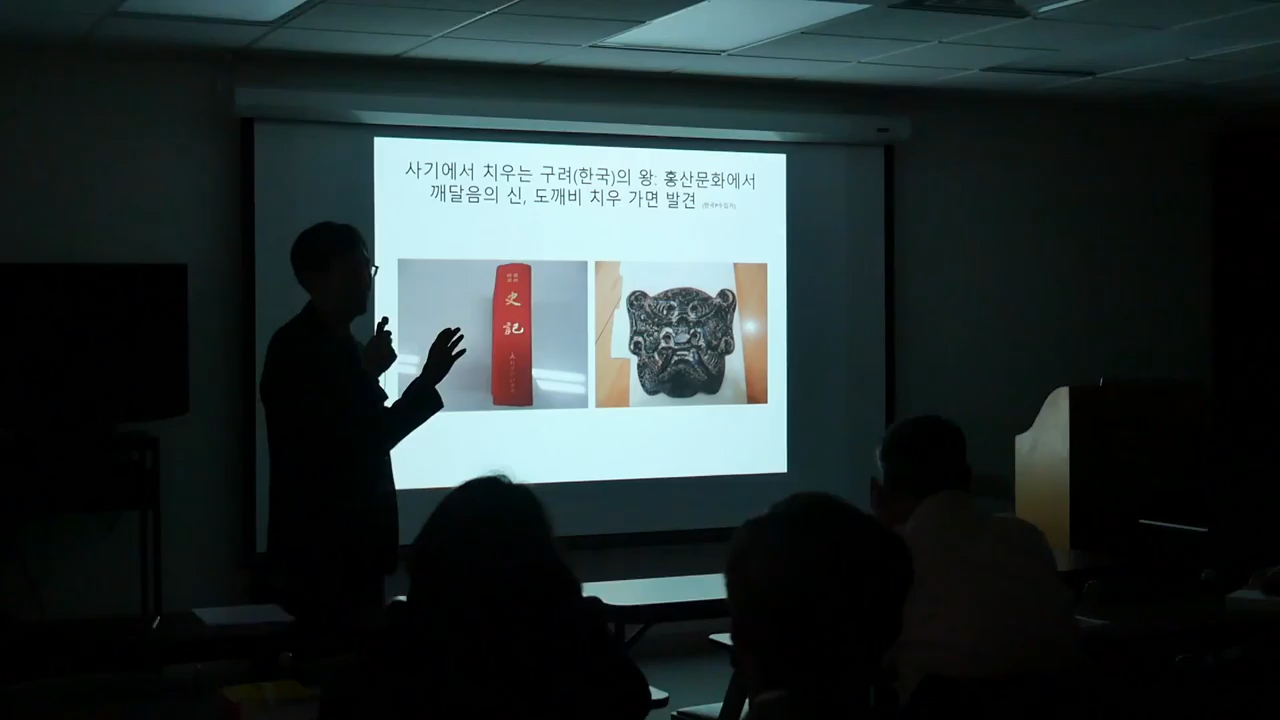 사기에서 치우는 구려(한국)의 왕: 홍산문화에서
깨달음의 신, 도깨비 치우 가면 발견
史
記